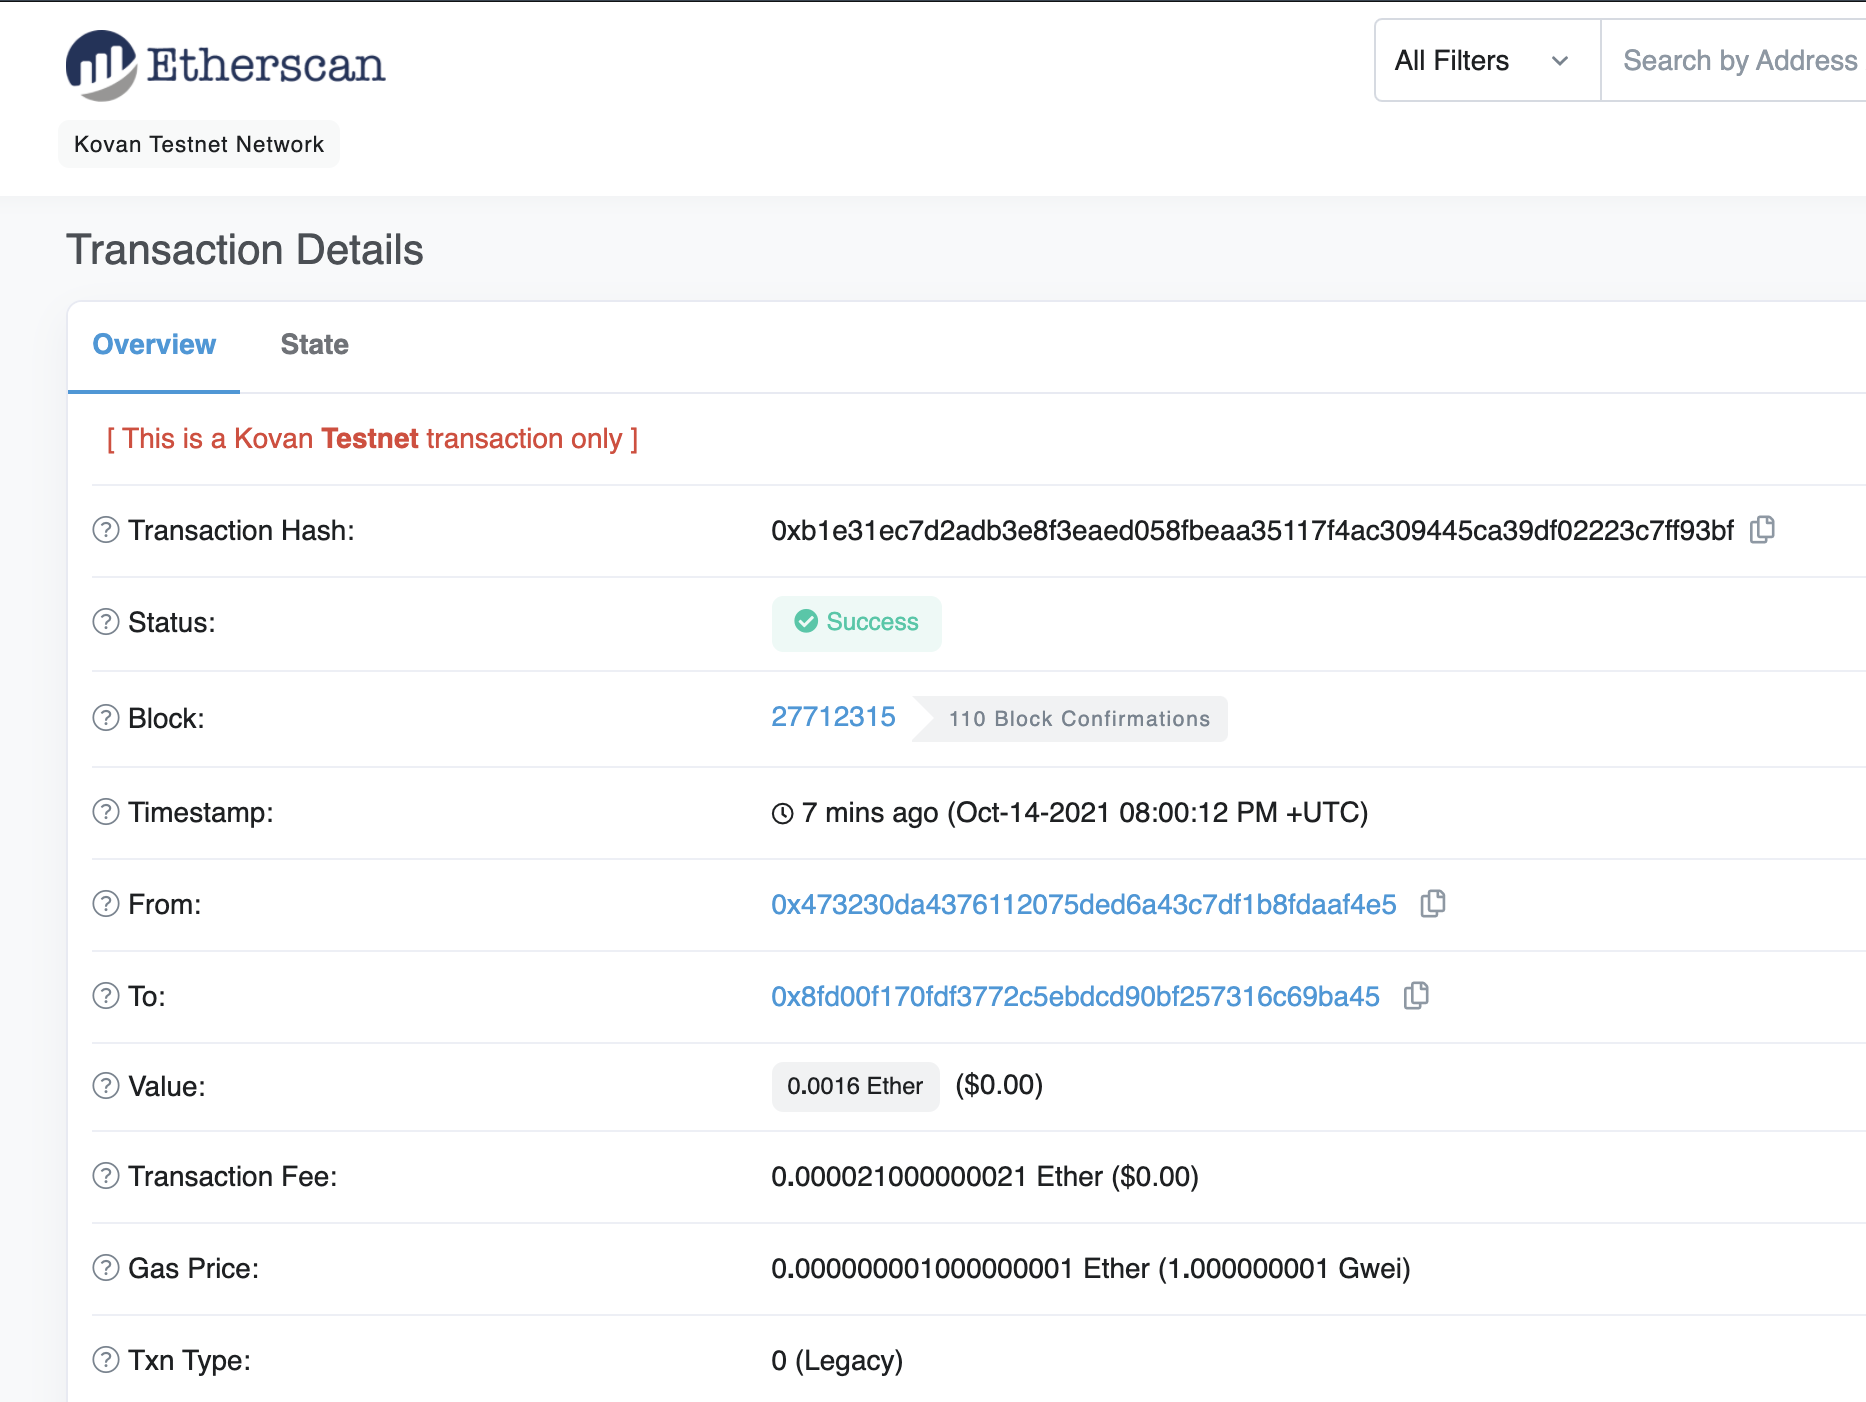 Etherscan
All Filters
Search by Address
Kovan Testnet Network
Transaction Details
Overview State
[ This is a Kovan Testnet transaction only ]
Transaction Hash: 0xb1e31ec7d2adb3e8f3eaed058fbeaa35117f4ac309445ca39df02223c7ff93bf
Status: Success
Block: 27712315 110 Block Confirmations
Timestamp: 7 mins ago (Oct-14-2021 08:00:12 PM +UTC)
From: 0x473230da4376112075ded6a43c7df1b8fdaaf4e5
To: 0x8fd00f170fdf3772c5ebdcd90bf257316c69ba45
Value: 0.0016 Ether ($0.00)
Transaction Fee: 0.000021000000021 Ether ($0.00)
Gas Price: 0.000000001000000001 Ether (1.000000001 Gwei)
Txn Type: 0 (Legacy)